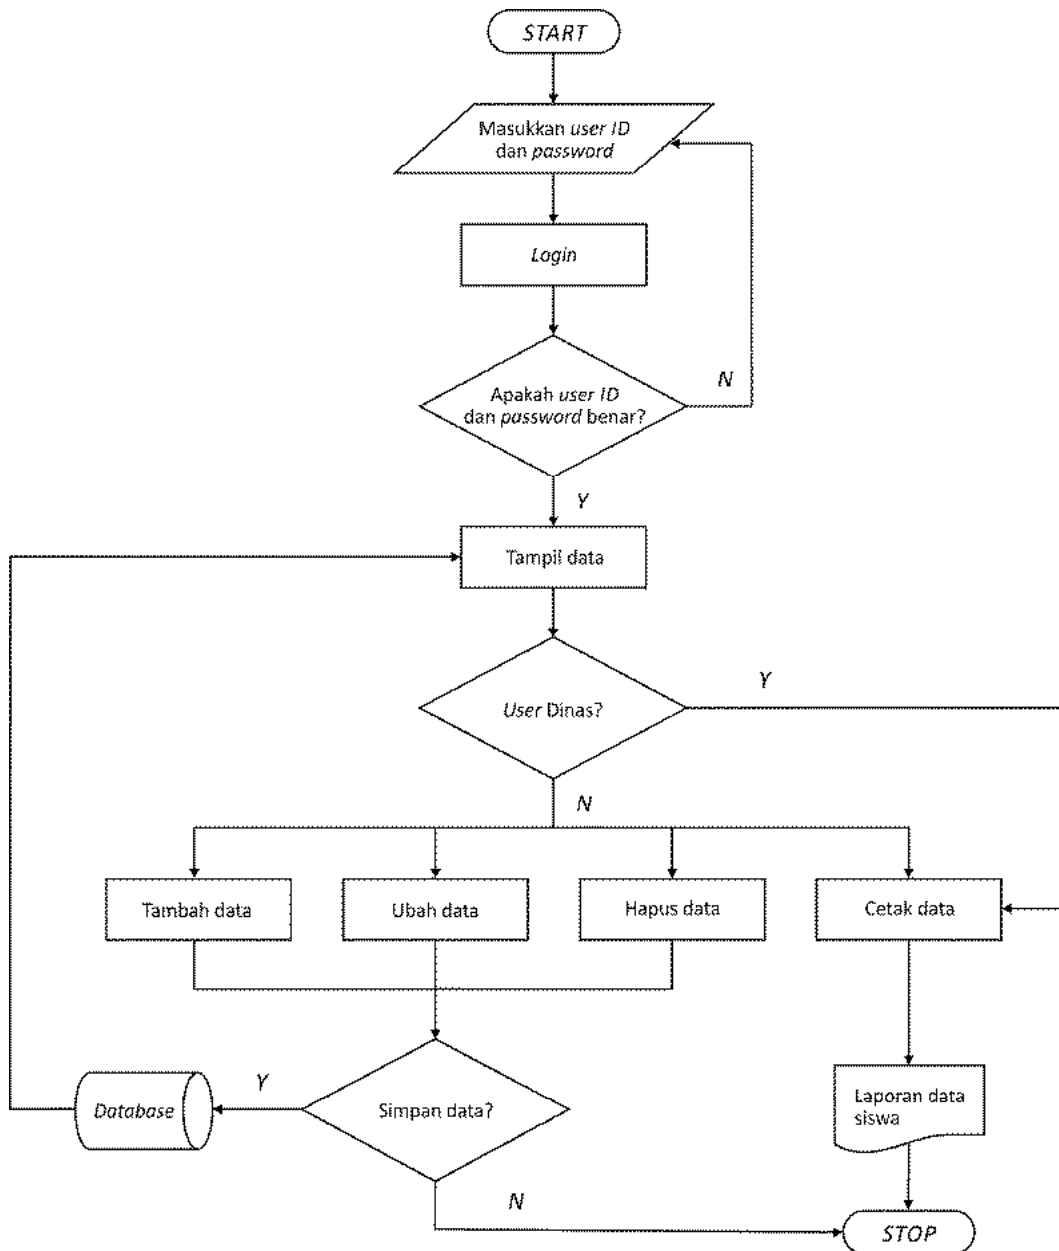 START
Masukkan user ID
dan password
Login
Apakah user ID
dan password benar?
N
Y
Tampil data
User Dinas?
Y
N
Tambah data
Ubah data
Hapus data
Cetak data
Database
Y
Simpan data?
Laporan data
siswa
N
STOP